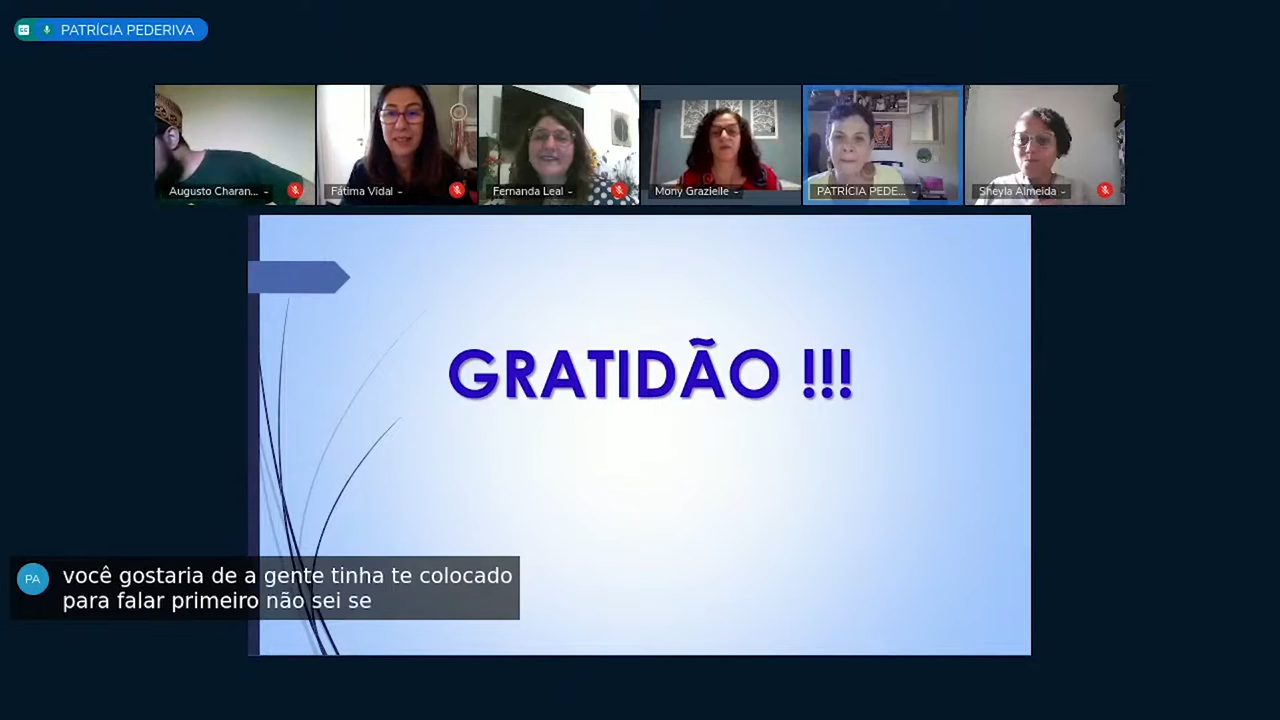 PATRÍCIA PEDERIVA
Augusto Charan...
Fátima Vidal
Fernanda Leal
Mony Grazielle
PATRÍCIA PEDE...
Sheyla Almeida
GRATIDÃO !!!
PA
você gostaria de a gente tinha te colocado
para falar primeiro não sei se